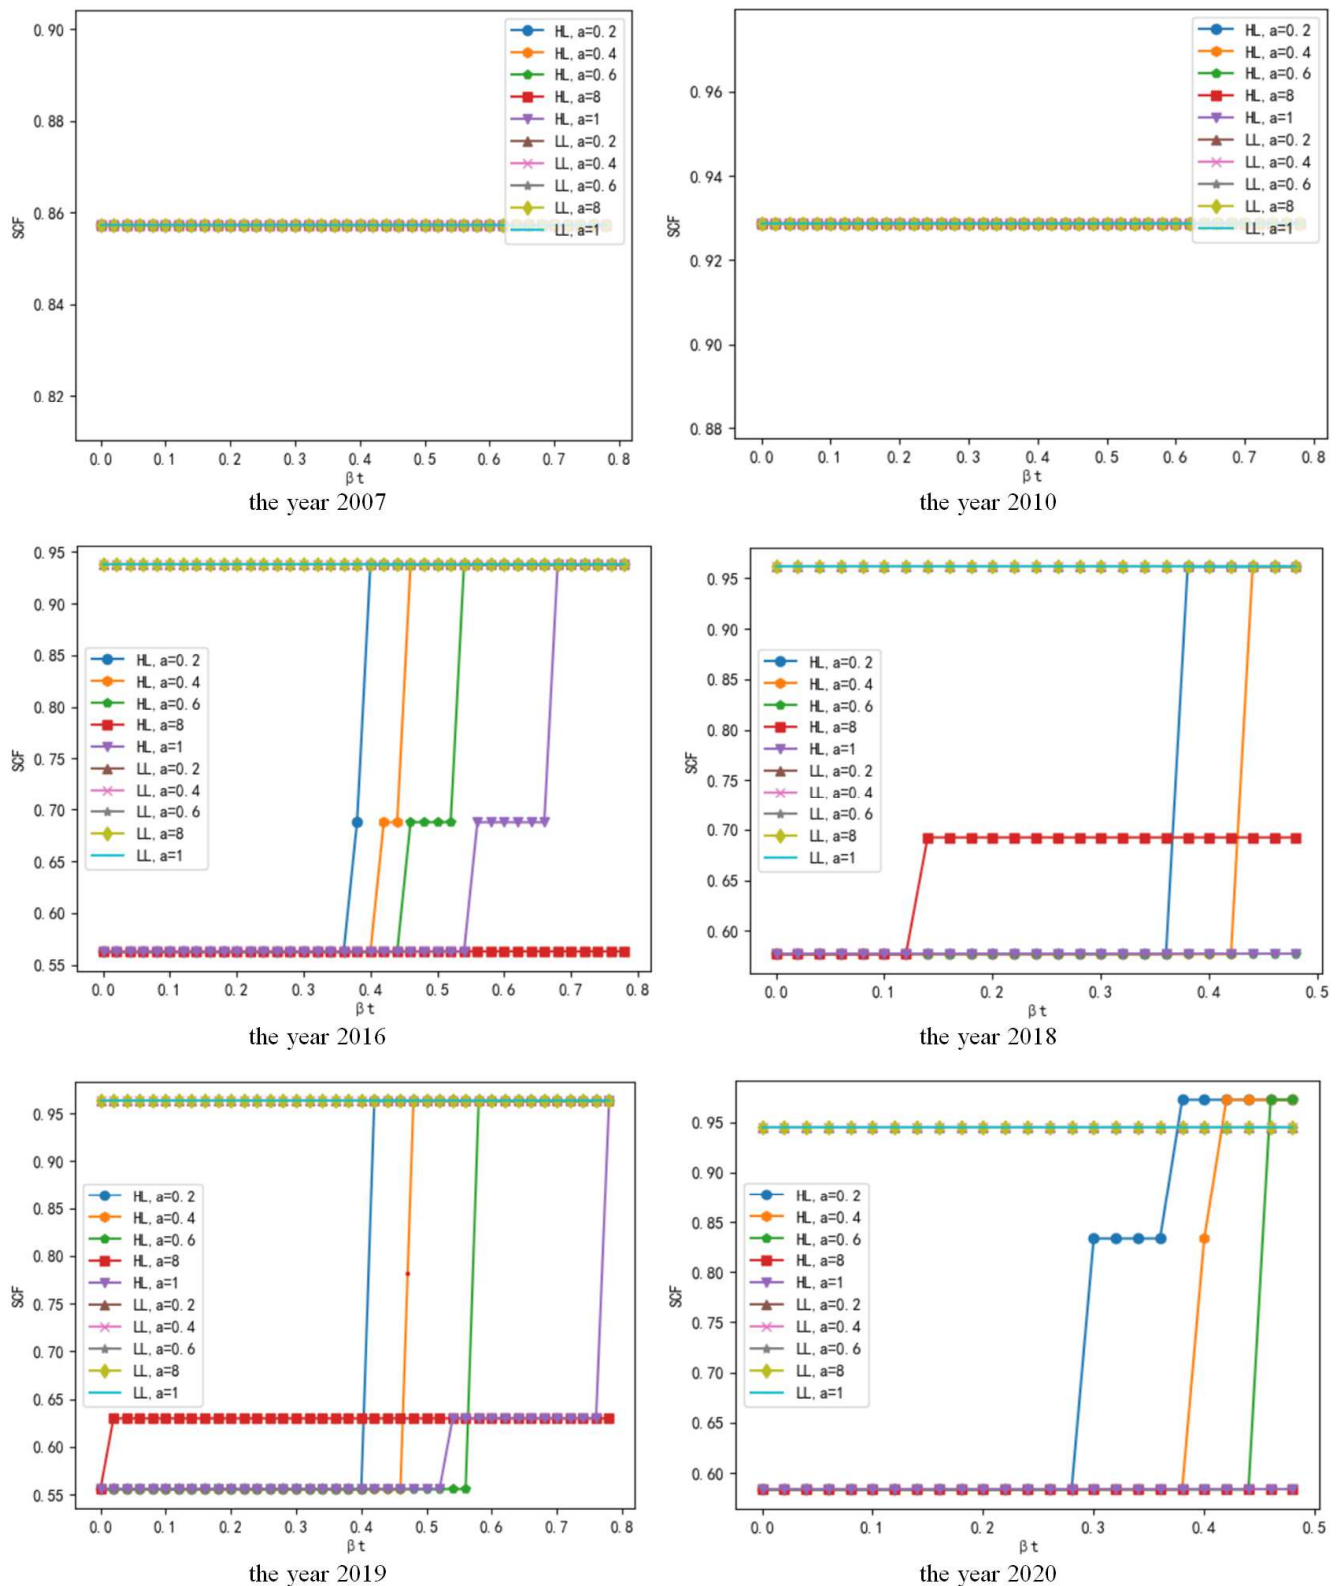 0.90
0.88
0.86
0.84
0.82
SCF
HL, a=0.2
HL, a=0.4
HL, a=0.6
HL, a=8
HL, a=1
LL, a=0.2
LL, a=0.4
LL, a=0.6
LL, a=8
LL, a=1
0.0 0.1 0.2 0.3 0.4 0.5 0.6 0.7 0.8
βt
the year 2007
0.96
0.94
0.92
0.90
0.88
SCF
HL, a=0.2
HL, a=0.4
HL, a=0.6
HL, a=8
HL, a=1
LL, a=0.2
LL, a=0.4
LL, a=0.6
LL, a=8
LL, a=1
0.0 0.1 0.2 0.3 0.4 0.5 0.6 0.7 0.8
βt
the year 2010
0.95
0.90
0.85
0.80
0.75
0.70
0.65
0.60
0.55
SCF
HL, a=0.2
HL, a=0.4
HL, a=0.6
HL, a=8
HL, a=1
LL, a=0.2
LL, a=0.4
LL, a=0.6
LL, a=8
LL, a=1
0.0 0.1 0.2 0.3 0.4 0.5 0.6 0.7 0.8
βt
the year 2016
0.95
0.90
0.85
0.80
0.75
0.70
0.65
0.60
SCF
HL, a=0.2
HL, a=0.4
HL, a=0.6
HL, a=8
HL, a=1
LL, a=0.2
LL, a=0.4
LL, a=0.6
LL, a=8
LL, a=1
0.0 0.1 0.2 0.3 0.4 0.5
βt
the year 2018
0.95
0.90
0.85
0.80
0.75
0.70
0.65
0.60
0.55
SCF
HL, a=0.2
HL, a=0.4
HL, a=0.6
HL, a=8
HL, a=1
LL, a=0.2
LL, a=0.4
LL, a=0.6
LL, a=8
LL, a=1
0.0 0.1 0.2 0.3 0.4 0.5 0.6 0.7 0.8
βt
the year 2019
0.95
0.90
0.85
0.80
0.75
0.70
0.65
0.60
SCF
HL, a=0.2
HL, a=0.4
HL, a=0.6
HL, a=8
HL, a=1
LL, a=0.2
LL, a=0.4
LL, a=0.6
LL, a=8
LL, a=1
0.0 0.1 0.2 0.3 0.4 0.5
βt
the year 2020